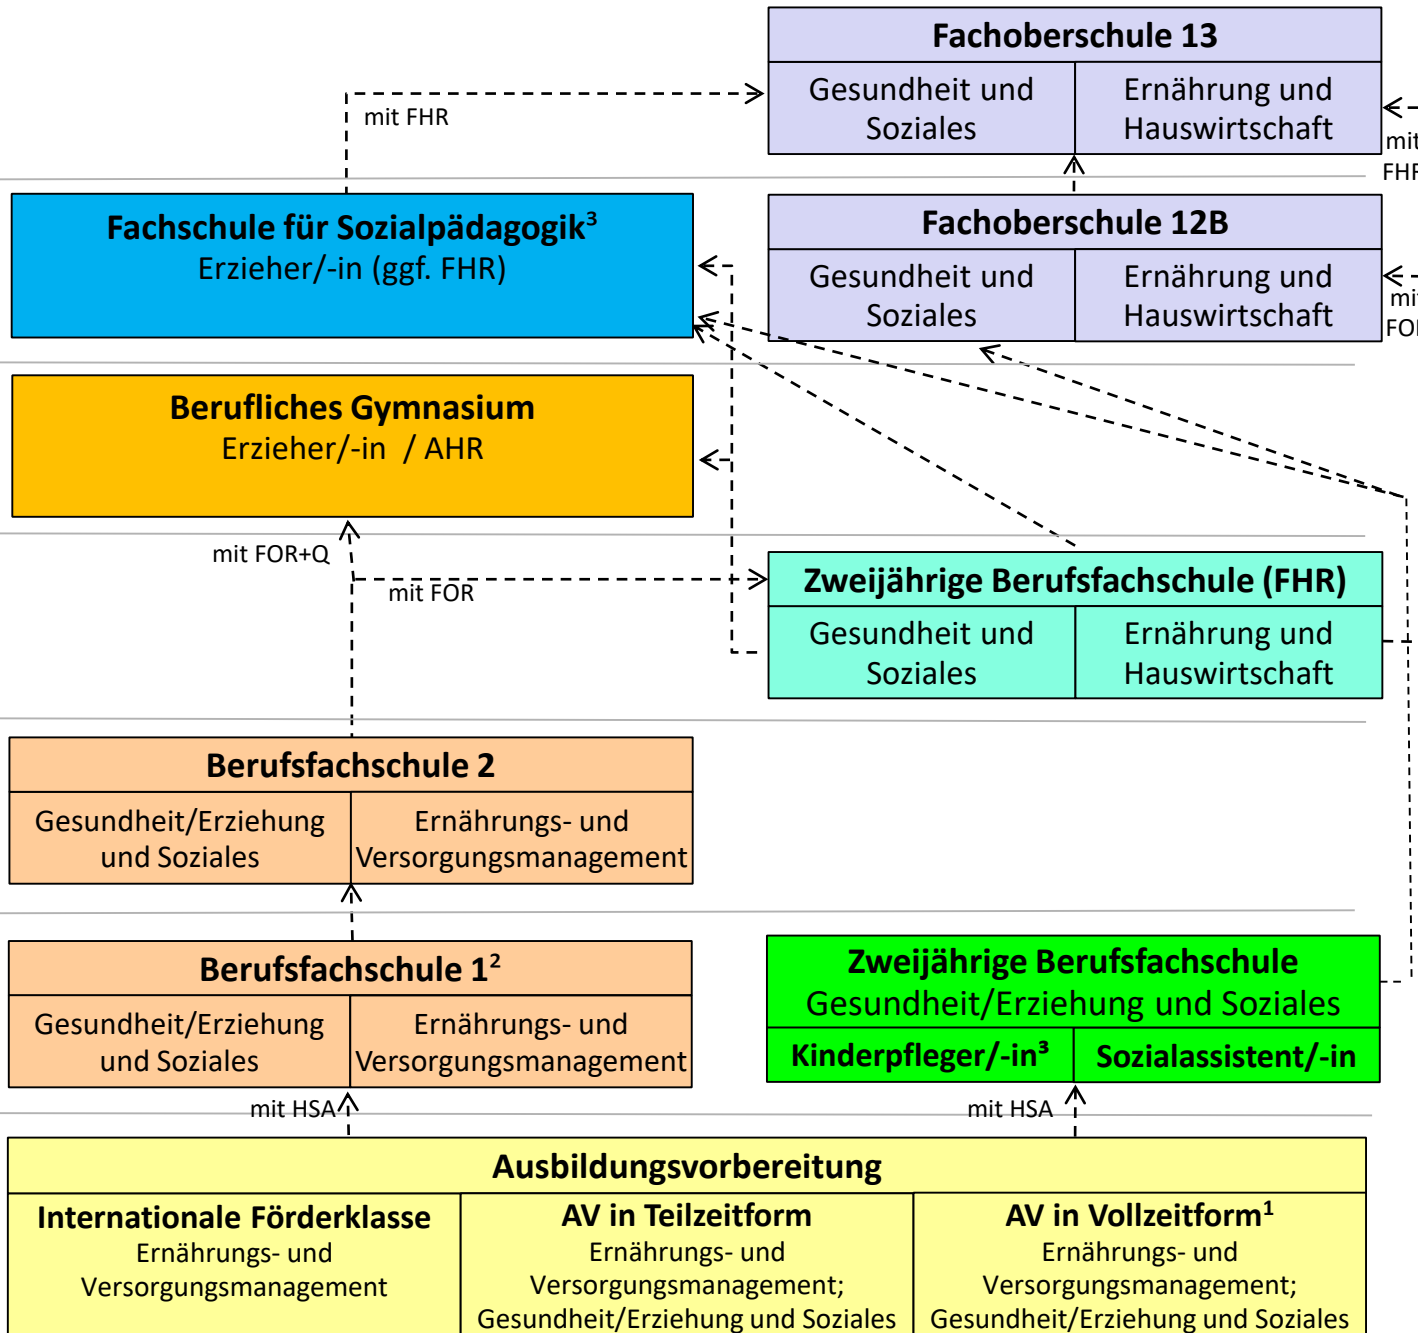 Fachoberschule 13
Gesundheit und
Soziales
Ernährung und
Hauswirtschaft
mit FHR
mit
FHR
Fachschule für Sozialpädagogik³
Erzieher/-in (ggf. FHR)
Fachoberschule 12B
Gesundheit und
Soziales
Ernährung und
Hauswirtschaft
mit
FOR
Berufliches Gymnasium
Erzieher/-in / AHR
mit FOR+Q
mit FOR
Zweijährige Berufsfachschule (FHR)
Gesundheit und
Soziales
Ernährung und
Hauswirtschaft
Berufsfachschule 2
Gesundheit/Erziehung
und Soziales
Ernährungs- und
Versorgungsmanagement
Berufsfachschule 1²
Gesundheit/Erziehung
und Soziales
Ernährungs- und
Versorgungsmanagement
Zweijährige Berufsfachschule
Gesundheit/Erziehung und Soziales
Kinderpfleger/-in³
Sozialassistent/-in
mit HSA
mit HSA
Ausbildungsvorbereitung
Internationale Förderklasse
Ernährungs- und
Versorgungsmanagement
AV in Teilzeitform
Ernährungs- und
Versorgungsmanagement;
Gesundheit/Erziehung und Soziales
AV in Vollzeitform¹
Ernährungs- und
Versorgungsmanagement;
Gesundheit/Erziehung und Soziales